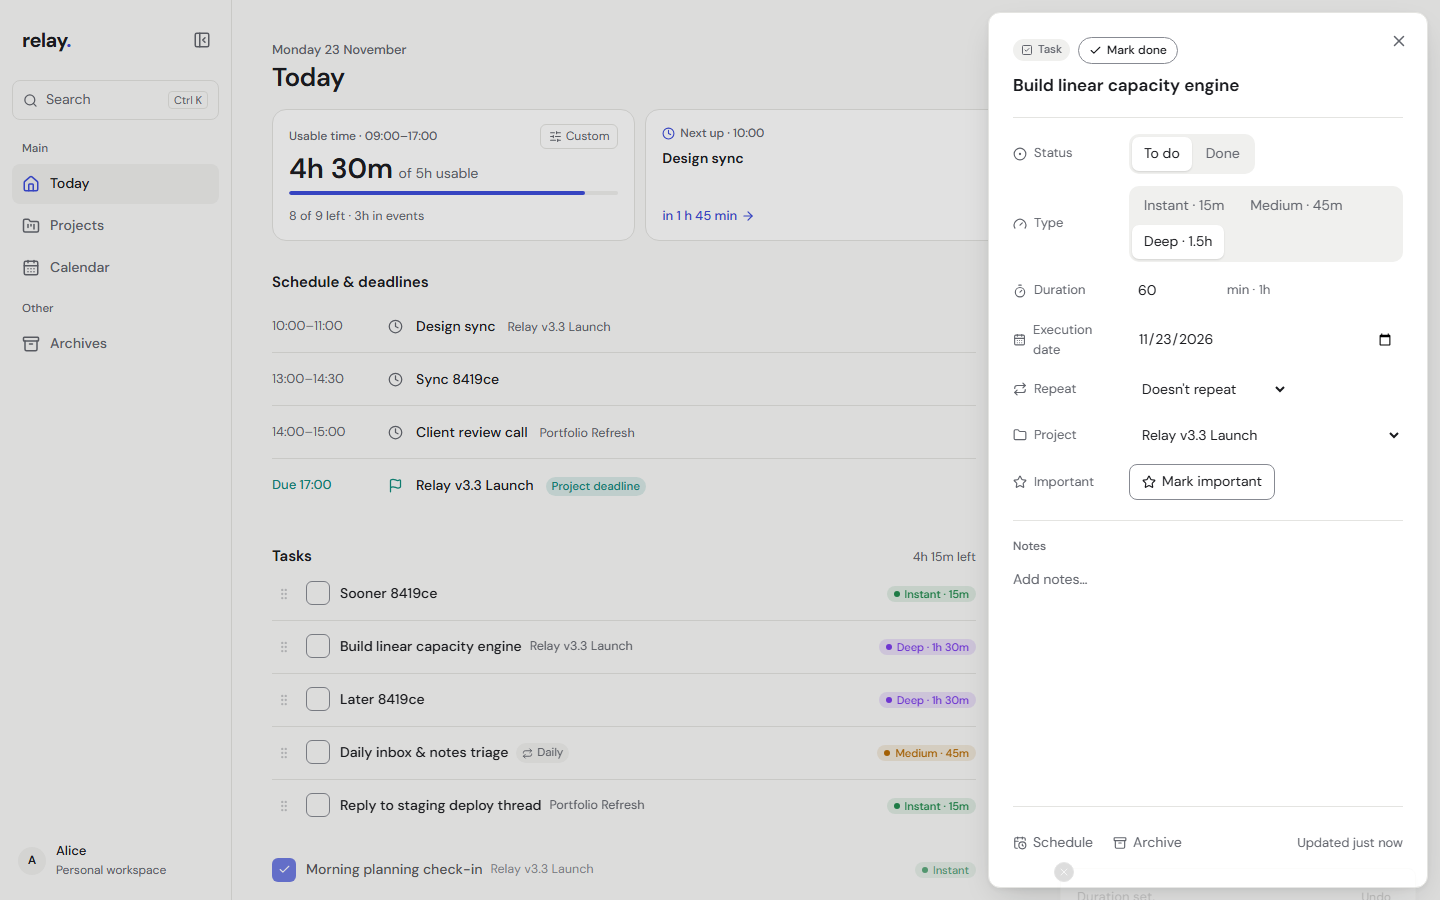 relay.
Search
Ctrl K
Main
Today
Projects
Calendar
Other
Archives
A
Alice
Personal workspace
Monday 23 November
Today
Usable time · 09:00–17:00
Custom
4h 30m of 5h usable
8 of 9 left · 3h in events
Next up · 10:00
Design sync
in 1 h 45 min
Schedule & deadlines
10:00–11:00 Design sync Relay v3.3 Launch
13:00–14:30 Sync 8419ce
14:00–15:00 Client review call Portfolio Refresh
Due 17:00 Relay v3.3 Launch Project deadline
Tasks 4h 15m left
Sooner 8419ce Instant · 15m
Build linear capacity engine Relay v3.3 Launch Deep · 1h 30m
Later 8419ce Deep · 1h 30m
Daily inbox & notes triage Daily Medium · 45m
Reply to staging deploy thread Portfolio Refresh Instant · 15m
Morning planning check-in Relay v3.3 Launch Instant
Task Mark done
Build linear capacity engine
Status To do Done
Type Instant · 15m Medium · 45m
Deep · 1.5h
Duration 60 min · 1h
Execution
date
11/23/2026
Repeat Doesn't repeat
Project Relay v3.3 Launch
Important Mark important
Notes
Add notes...
Schedule Archive Updated just now
Duration set Undo